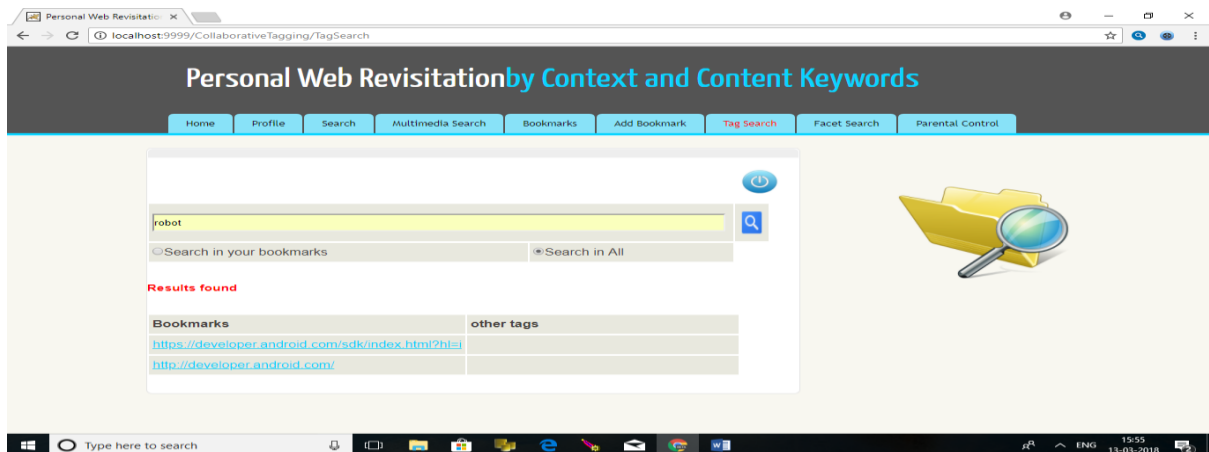 Personal Web Revisitatio
localhost:9999/CollaborativeTagging/TagSearch
Personal Web Revisitationby Context and Content Keywords
Home Profile Search Multimedia Search Bookmarks Add Bookmark Tag Search Facet Search Parental Control
robot
Search in your bookmarks Search in All
Results found
Bookmarks other tags
https://developer.android.com/sdk/index.html?hl=i
http://developer.android.com/
Type here to search
ENG 15:55
13-03-2018